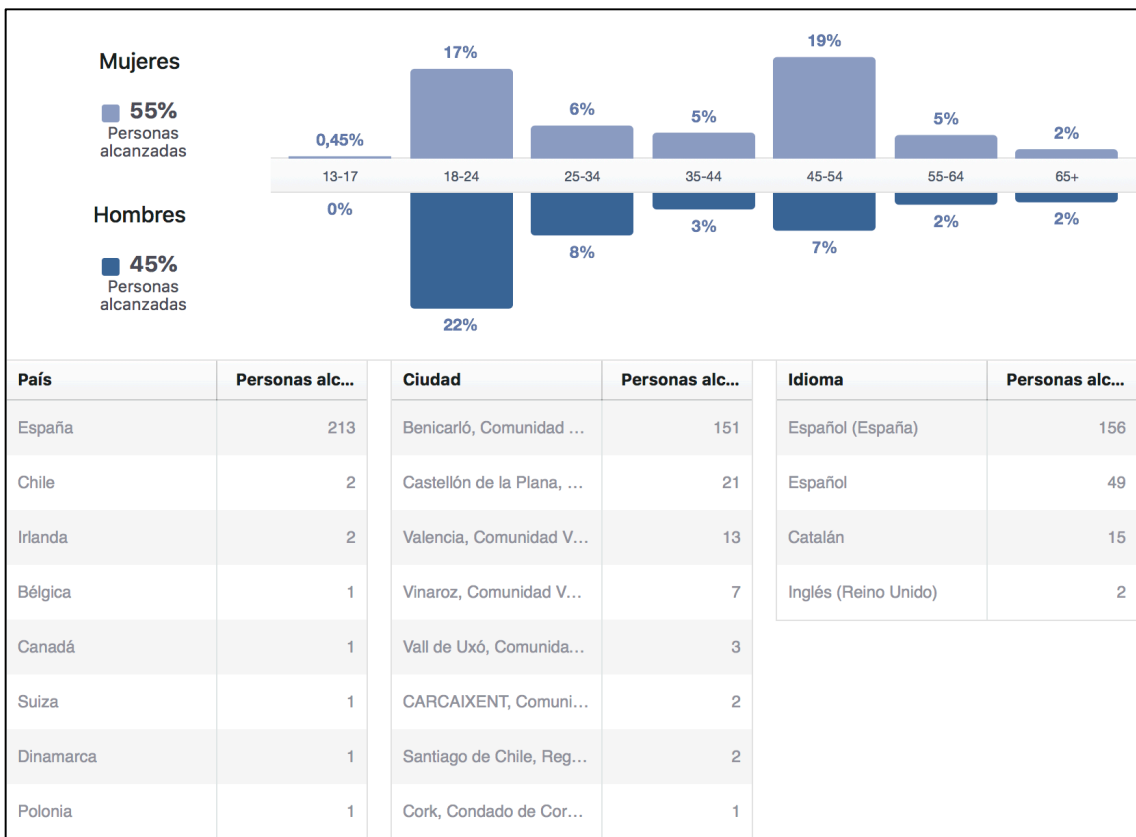 Mujeres
55%
Personas
alcanzadas
Hombres
45%
Personas
alcanzadas
0,45% 17% 6% 5% 19% 5% 2%
13-17 18-24 25-34 35-44 45-54 55-64 65+
0% 22% 8% 3% 7% 2% 2%
País Personas alc...
España 213
Chile 2
Irlanda 2
Bélgica 1
Canadá 1
Suiza 1
Dinamarca 1
Polonia 1
Ciudad Personas alc...
Benicarló, Comunidad ... 151
Castellón de la Plana, ... 21
Valencia, Comunidad V... 13
Vinaroz, Comunidad V... 7
Vall de Uxó, Comunida... 3
CARCAIXENT, Comuni... 2
Santiago de Chile, Reg... 2
Cork, Condado de Cor... 1
Idioma Personas alc...
Español (España) 156
Español 49
Catalán 15
Inglés (Reino Unido) 2